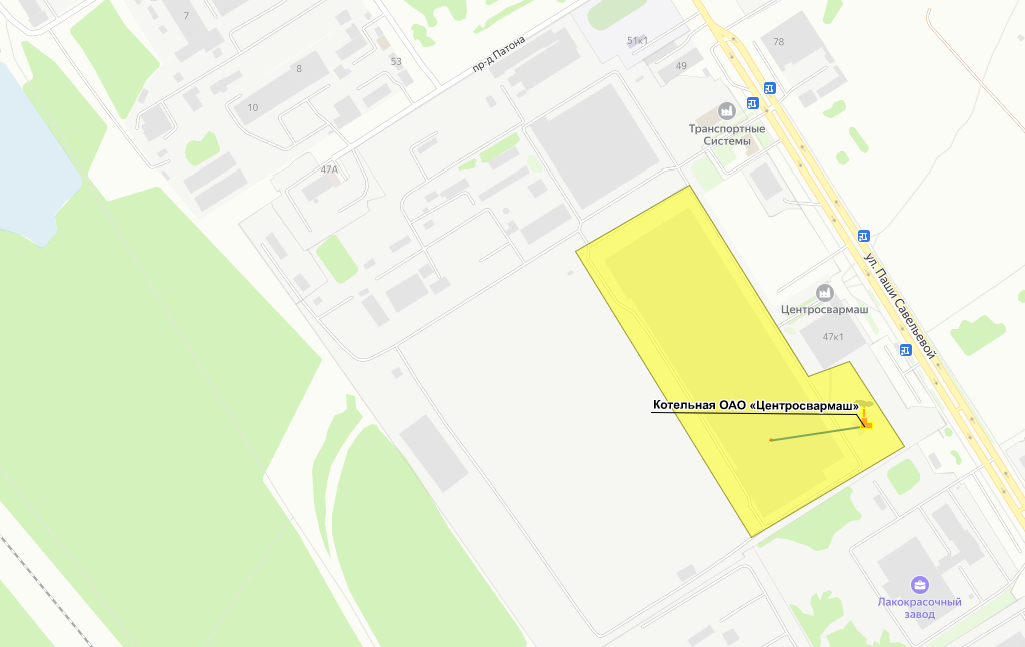 7
8
10
53
пр-д Патона
51к1
49
78
Транспортные
Системы
47А
ул. Паши Савельевой
Центросвармаш
47к1
Котельная ОАО «Центросвармаш»
Лакокрасочный
завод